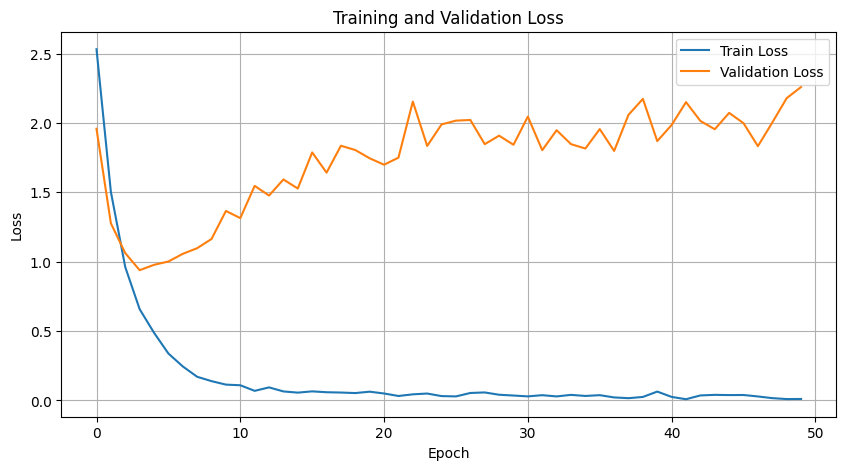 Training and Validation Loss
Train Loss
Validation Loss
2.5
2.0
1.5
1.0
0.5
0.0
Loss
0 10 20 30 40 50
Epoch